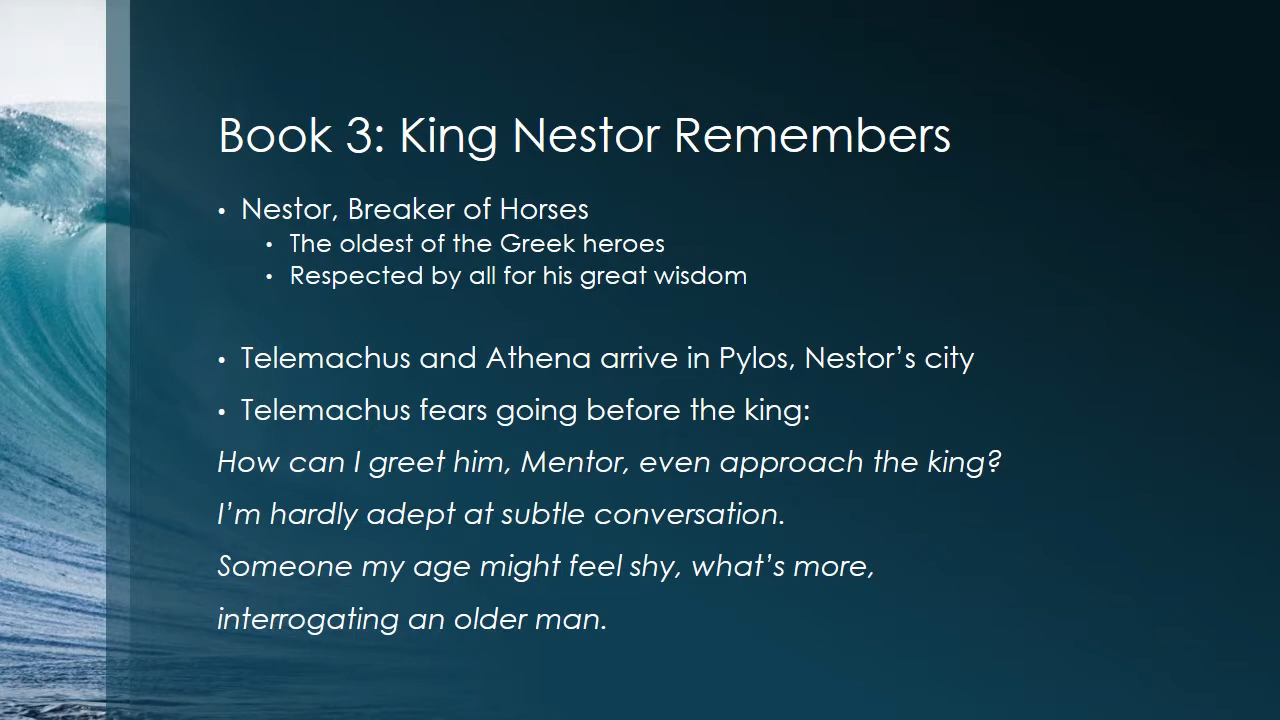 Book 3: King Nestor Remembers
• Nestor, Breaker of Horses
• The oldest of the Greek heroes
• Respected by all for his great wisdom
• Telemachus and Athena arrive in Pylos, Nestor’s city
• Telemachus fears going before the king:
How can I greet him, Mentor, even approach the king?
I’m hardly adept at subtle conversation.
Someone my age might feel shy, what’s more,
interrogating an older man.